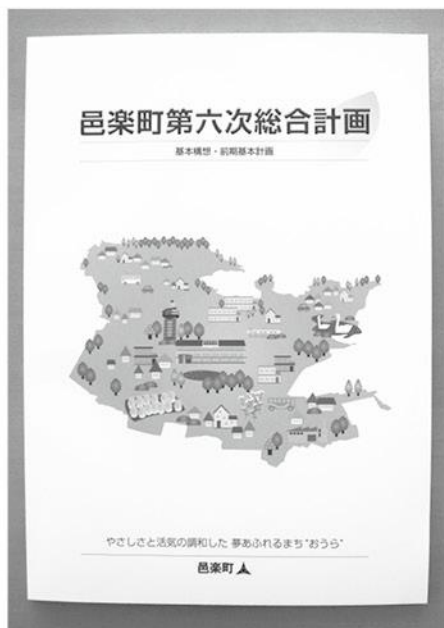 邑楽町第六次総合計画
基本構想・前期基本計画
やさしさと活気の調和した 夢あふれるまち“おうら”
邑楽町